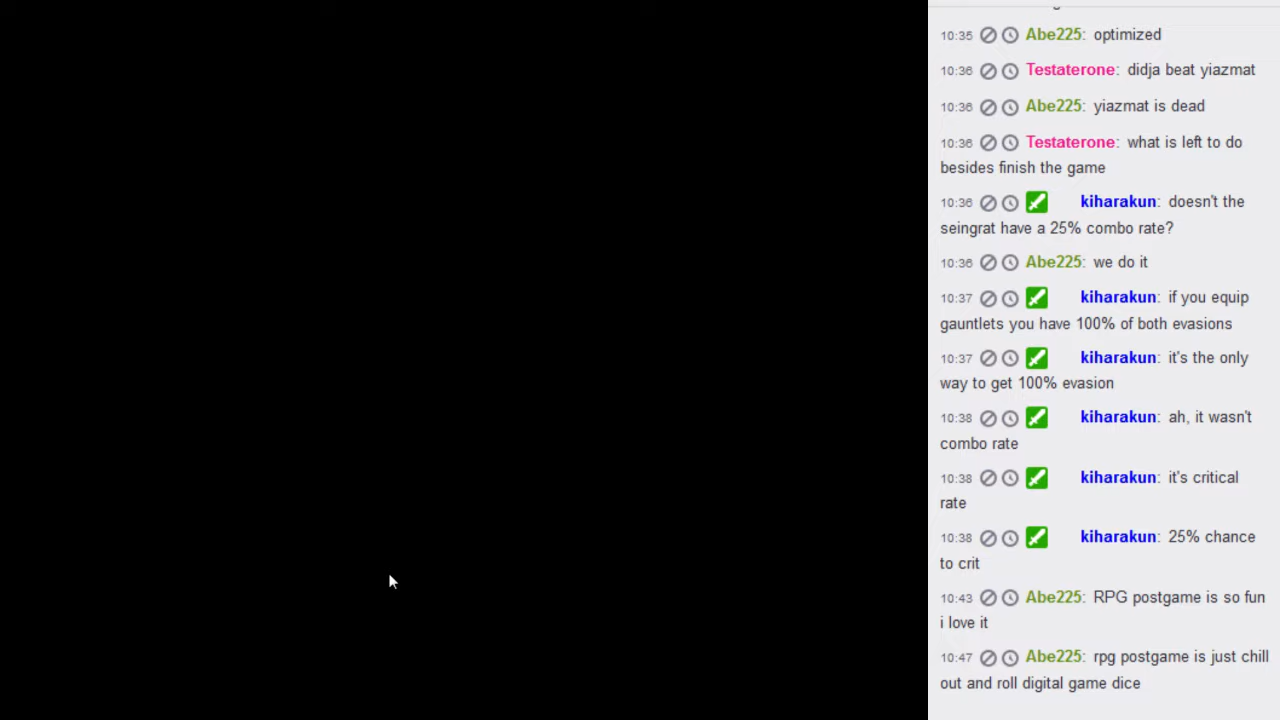 10:35 Abe225: optimized
10:36 Testaterone: didja beat yiazmat
10:36 Abe225: yiazmat is dead
10:36 Testaterone: what is left to do
besides finish the game
10:36 kiharakun: doesn't the
seingrat have a 25% combo rate?
10:36 Abe225: we do it
10:37 kiharakun: if you equip
gauntlets you have 100% of both evasions
10:37 kiharakun: it's the only
way to get 100% evasion
10:38 kiharakun: ah, it wasn't
combo rate
10:38 kiharakun: it's critical
rate
10:38 kiharakun: 25% chance
to crit
10:43 Abe225: RPG postgame is so fun
i love it
10:47 Abe225: rpg postgame is just chill
out and roll digital game dice